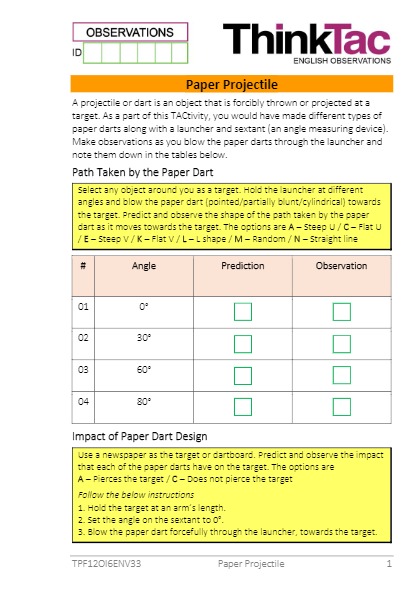 OBSERVATIONS
ID
ThinkTac
ENGLISH OBSERVATIONS
Paper Projectile
A projectile or dart is an object that is forcibly thrown or projected at a
target. As a part of this TACtivity, you would have made different types of
paper darts along with a launcher and sextant (an angle measuring device).
Make observations as you blow the paper darts through the launcher and
note them down in the tables below.
Path Taken by the Paper Dart
Select any object around you as a target. Hold the launcher at different
angles and blow the paper dart (pointed/partially blunt/cylindrical) towards
the target. Predict and observe the shape of the path taken by the paper
dart as it moves towards the target. The options are A – Steep U / C – Flat U
/ E – Steep V / K – Flat V / L – L shape / M – Random / N – Straight line
# Angle Prediction Observation
01 0°
02 30°
03 60°
04 80°
Impact of Paper Dart Design
Use a newspaper as the target or dartboard. Predict and observe the impact
that each of the paper darts have on the target. The options are
A – Pierces the target / C – Does not pierce the target
Follow the below instructions
1. Hold the target at an arm's length.
2. Set the angle on the sextant to 0°.
3. Blow the paper dart forcefully through the launcher, towards the target.
TPF12OI6ENV33 Paper Projectile 1